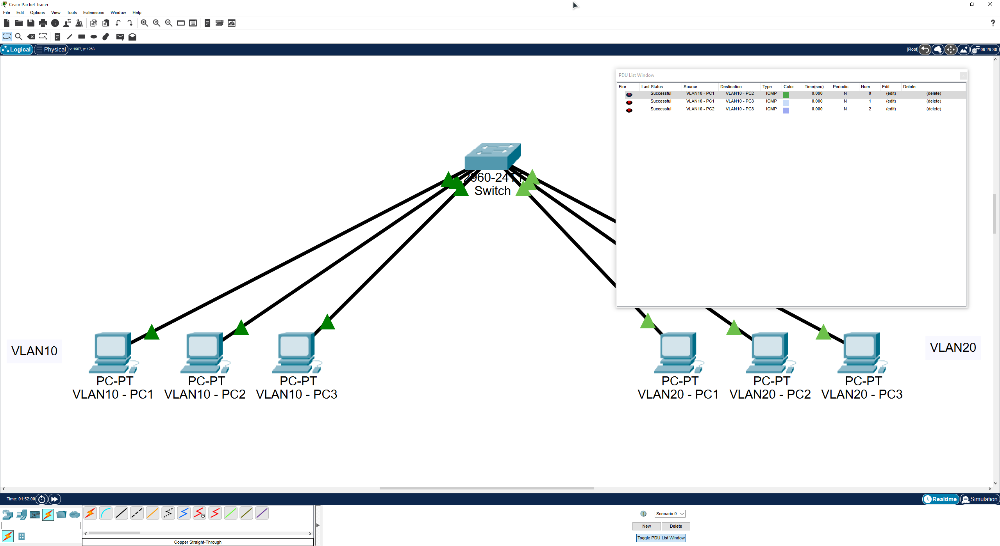 Cisco Packet Tracer
File Edit Options View Tools Extensions Window Help
?
Logical Physical x: 1907, y: 1263 [Root] 09:29:30
PDU List Window
Fire Last Status Source Destination Type Color Time(sec) Periodic Num Edit Delete
Successful VLAN10 - PC1 VLAN10 - PC2 ICMP 0.000 N 0 (edit) (delete)
Successful VLAN10 - PC1 VLAN10 - PC3 ICMP 0.000 N 1 (edit) (delete)
Successful VLAN10 - PC2 VLAN10 - PC3 ICMP 0.000 N 2 (edit) (delete)
2960-24TT
Switch
VLAN10
VLAN20
PC-PT PC-PT PC-PT PC-PT PC-PT PC-PT
VLAN10 - PC1 VLAN10 - PC2 VLAN10 - PC3 VLAN20 - PC1 VLAN20 - PC2 VLAN20 - PC3
Time: 01:52:00 Realtime Simulation
Scenario 0
New Delete
Toggle PDU List Window
Copper Straight-Through